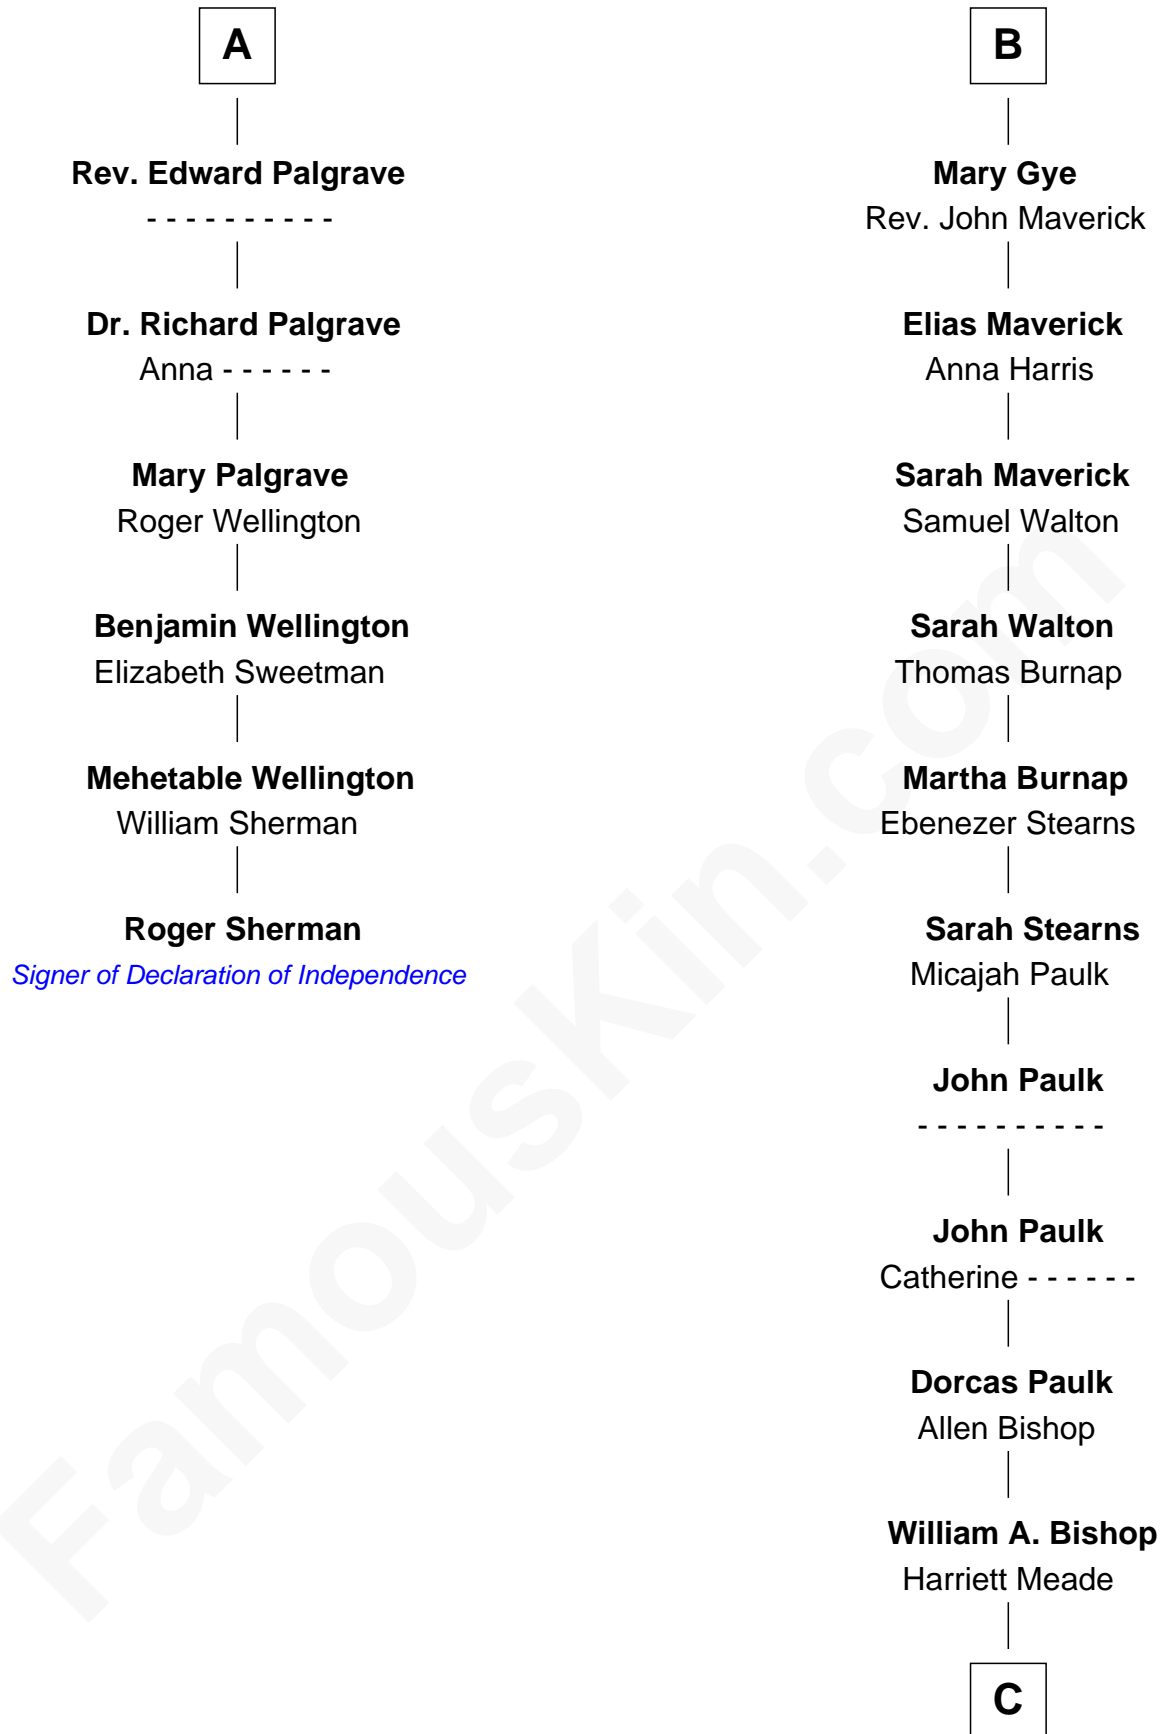 A
Rev. Edward Palgrave
- - - - - - - - - -
Dr. Richard Palgrave
Anna - - - - - -
Mary Palgrave
Roger Wellington
Benjamin Wellington
Elizabeth Sweetman
Mehetable Wellington
William Sherman
Roger Sherman
Signer of Declaration of Independence
B
Mary Gye
Rev. John Maverick
Elias Maverick
Anna Harris
Sarah Maverick
Samuel Walton
Sarah Walton
Thomas Burnap
Martha Burnap
Ebenezer Stearns
Sarah Stearns
Micajah Paulk
John Paulk
- - - - - - - - - -
John Paulk
Catherine - - - - - -
Dorcas Paulk
Allen Bishop
William A. Bishop
Harriett Meade
C
FamousKin.com